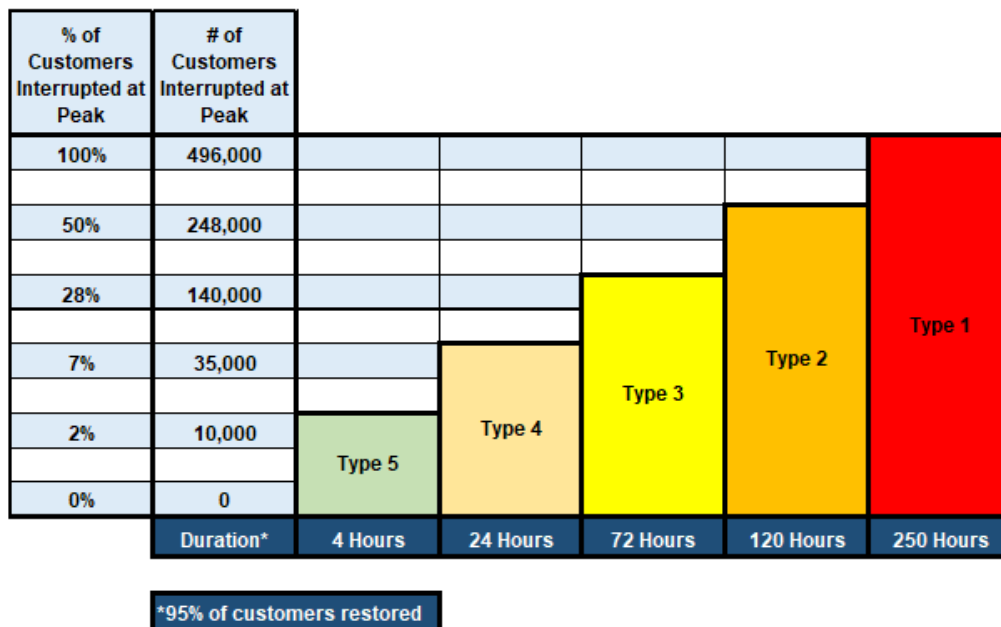 % of Customers Interrupted at Peak
# of Customers Interrupted at Peak
100% 496,000
50% 248,000
28% 140,000
Type 1
7% 35,000
Type 2
Type 3
2% 10,000
Type 4
Type 5
0% 0
Duration* 4 Hours 24 Hours 72 Hours 120 Hours 250 Hours
*95% of customers restored